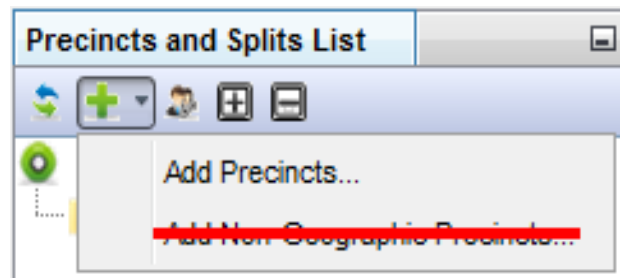 Precincts and Splits List
Add Precincts...
Add Non-Geographic Precincts...